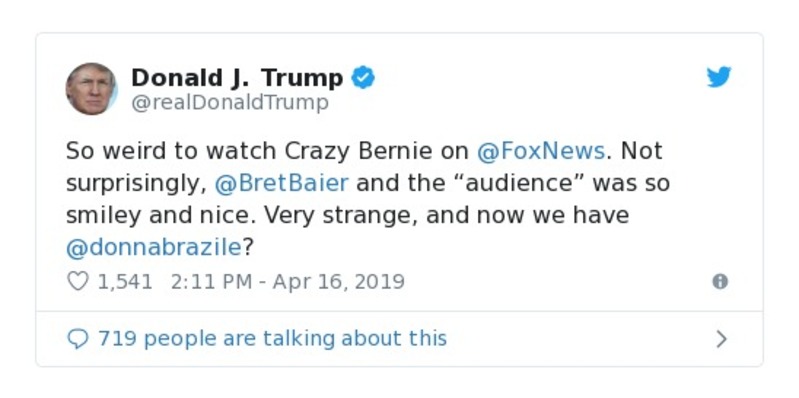 Donald J. Trump
@realDonaldTrump
So weird to watch Crazy Bernie on @FoxNews. Not
surprisingly, @BretBaier and the “audience” was so
smiley and nice. Very strange, and now we have
@donnabrazile?
1,541 2:11 PM - Apr 16, 2019
719 people are talking about this